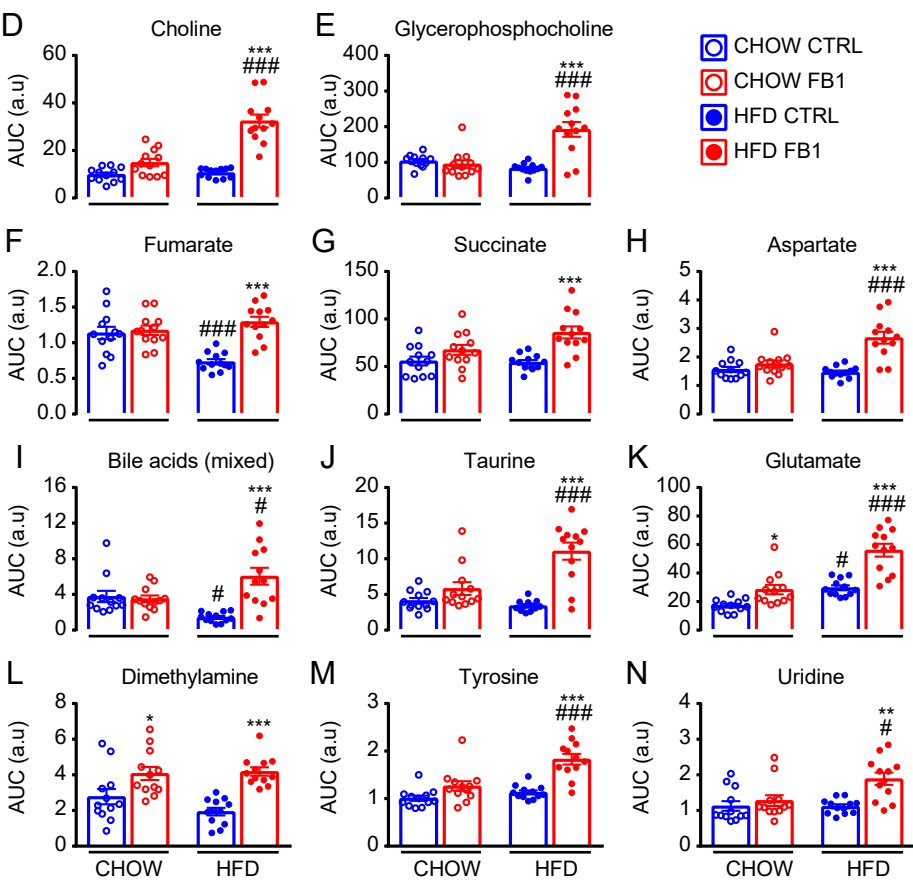 D
Choline
AUC (a.u)
60
40
20
0
***
###
E
Glycerophosphocholine
AUC (a.u)
400
300
200
100
0
***
###
CHOW CTRL
CHOW FB1
HFD CTRL
HFD FB1
F
Fumarate
AUC (a.u)
2.0
1.5
1.0
0.5
0.0
###
***
G
Succinate
AUC (a.u)
150
100
50
0
***
H
Aspartate
AUC (a.u)
5
4
3
2
1
0
***
###
I
Bile acids (mixed)
AUC (a.u)
16
12
8
4
0
#
***
#
J
Taurine
AUC (a.u)
20
15
10
5
0
***
###
K
Glutamate
AUC (a.u)
100
80
60
40
20
0
*
#
***
###
L
Dimethylamine
AUC (a.u)
8
6
4
2
0
*
***
CHOW
HFD
M
Tyrosine
AUC (a.u)
3
2
1
0
***
###
CHOW
HFD
N
Uridine
AUC (a.u)
4
3
2
1
0
**
#
CHOW
HFD